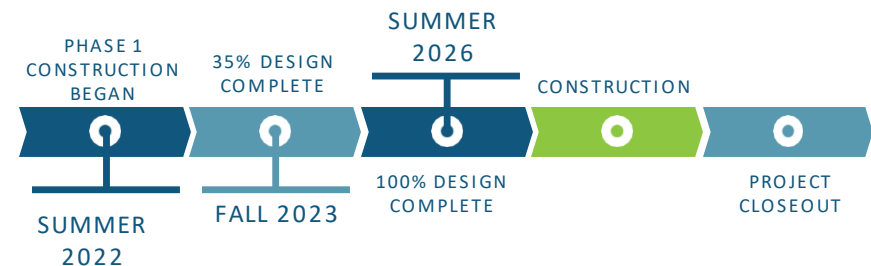 PHASE 1
CONSTRUCTION
BEGAN
SUMMER
2022
35% DESIGN
COMPLETE
FALL 2023
SUMMER
2026
100% DESIGN
COMPLETE
CONSTRUCTION
PROJECT
CLOSEOUT